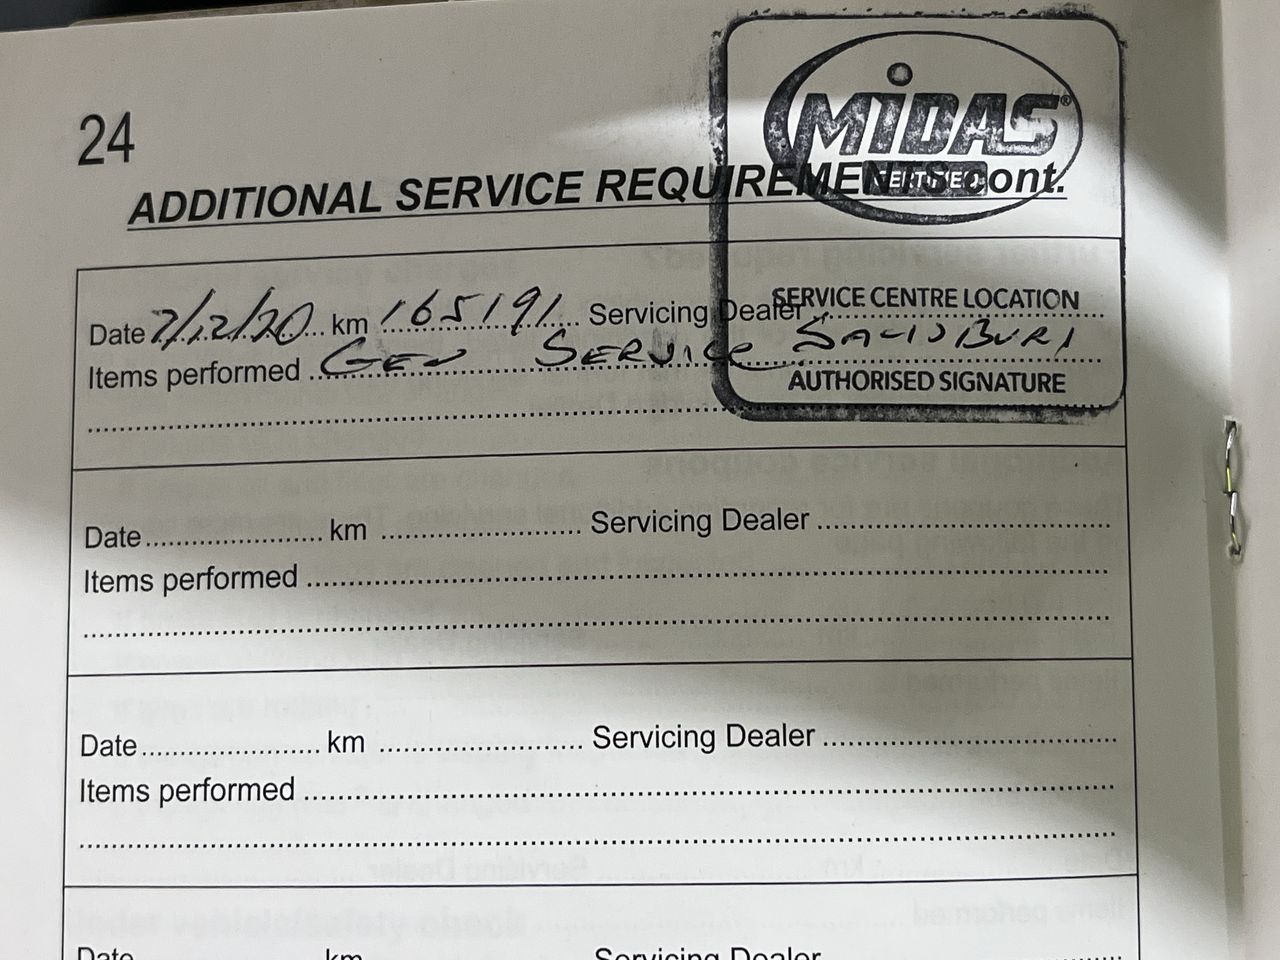 24
MIDAS®
CERTIFIED
ADDITIONAL SERVICE REQUIREMENTS cont.
Date 7/12/20 km 165191 Servicing Dealer
SERVICE CENTRE LOCATION
Items performed GEN SERVICE
AUTHORISED SIGNATURE
Date km Servicing Dealer
Items performed
Date km Servicing Dealer
Items performed
Date km Servicing Dealer